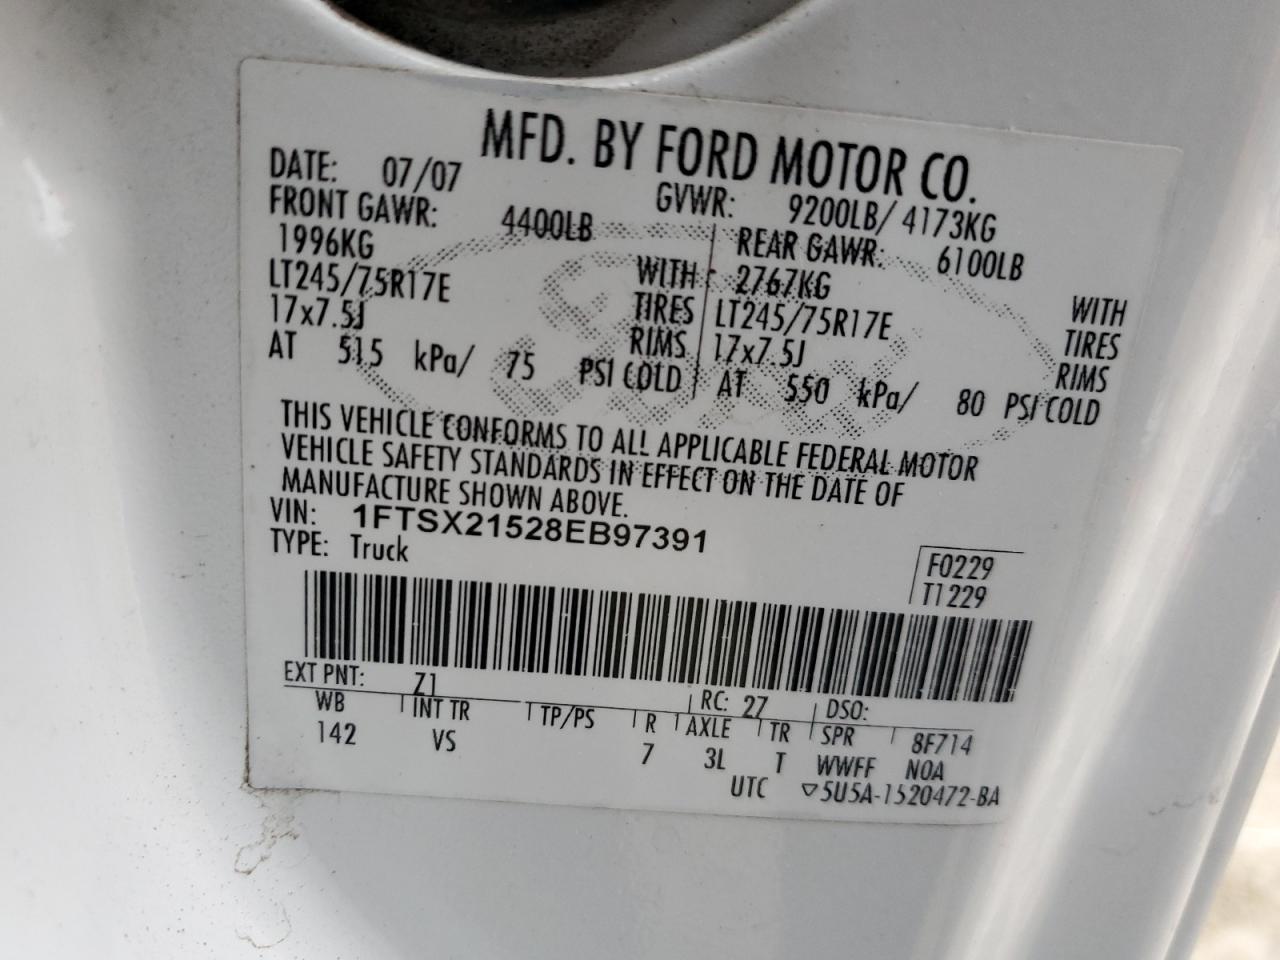 MFD. BY FORD MOTOR CO.
DATE: 07/07 GVWR: 9200LB/ 4173KG
FRONT GAWR: 4400LB REAR GAWR: 6100LB
1996KG WITH 2767KG WITH
LT245/75R17E TIRES LT245/75R17E TIRES
17x7.5J RIMS 17x7.5J RIMS
AT 515 kPa/ 75 PSI COLD AT 550 kPa/ 80 PSI COLD
THIS VEHICLE CONFORMS TO ALL APPLICABLE FEDERAL MOTOR
VEHICLE SAFETY STANDARDS IN EFFECT ON THE DATE OF
MANUFACTURE SHOWN ABOVE.
VIN: 1FTSX21528EB97391
TYPE: Truck
F0229
T1229
EXT PNT: Z1 RC: 27 DSO:
WB INT TR TP/PS R AXLE TR SPR 8F714
142 VS 7 3L T WWFF NOA
UTC ▽5U5A-1520472-BA